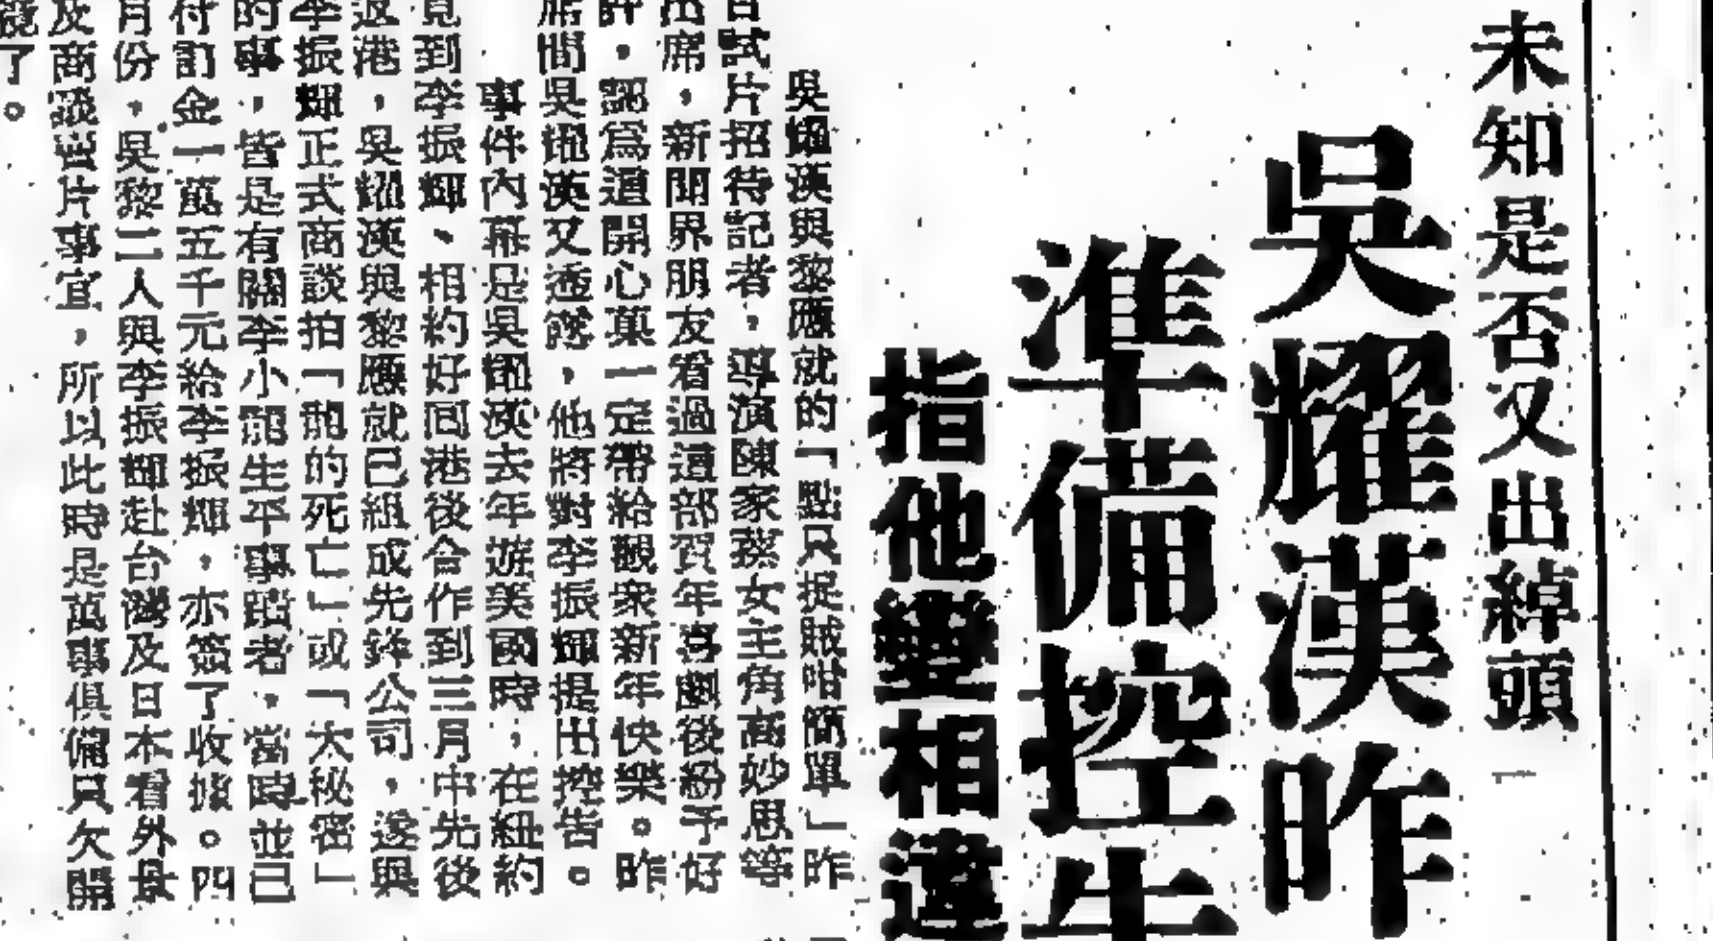 未知是否又出綽頭
吳耀漢昨
準備控告
指他變相違
吳耀漢與黎應就的「點只捉賊咁簡單」昨
日試片招待記者,導演陳家蓀女主角高妙思等
出席,新聞界朋友看過這部賀年喜劇後紛予好
評,認爲這開心菓一定帶給觀衆新年快樂。昨
席間吳耀漢又透露,他將對李振輝提出控告。
事件內幕是吳耀漢去年遊美國時,在紐約
見到李振輝、相約好回港後合作到三月中先後
返港,吳耀漢與黎應就已組成先鋒公司,遂與
李振輝正式商談拍「龍的死亡」或「大秘密」
的事,皆是有關李小龍生平事蹟者,當時並已
付訂金一萬五千元給李振輝,亦簽了收據。四
月份,吳黎二人與李振輝赴台灣及日本看外景
及商談當片事宜,所以此時是萬事俱備只欠開
鏡了。